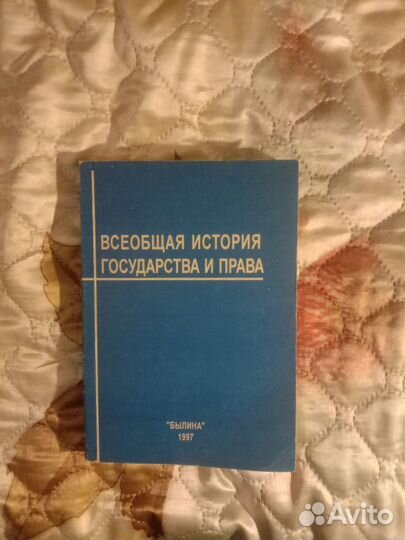 ВСЕОБЩАЯ ИСТОРИЯ
ГОСУДАРСТВА И ПРАВА
"БЫЛИНА"
1997
Avito